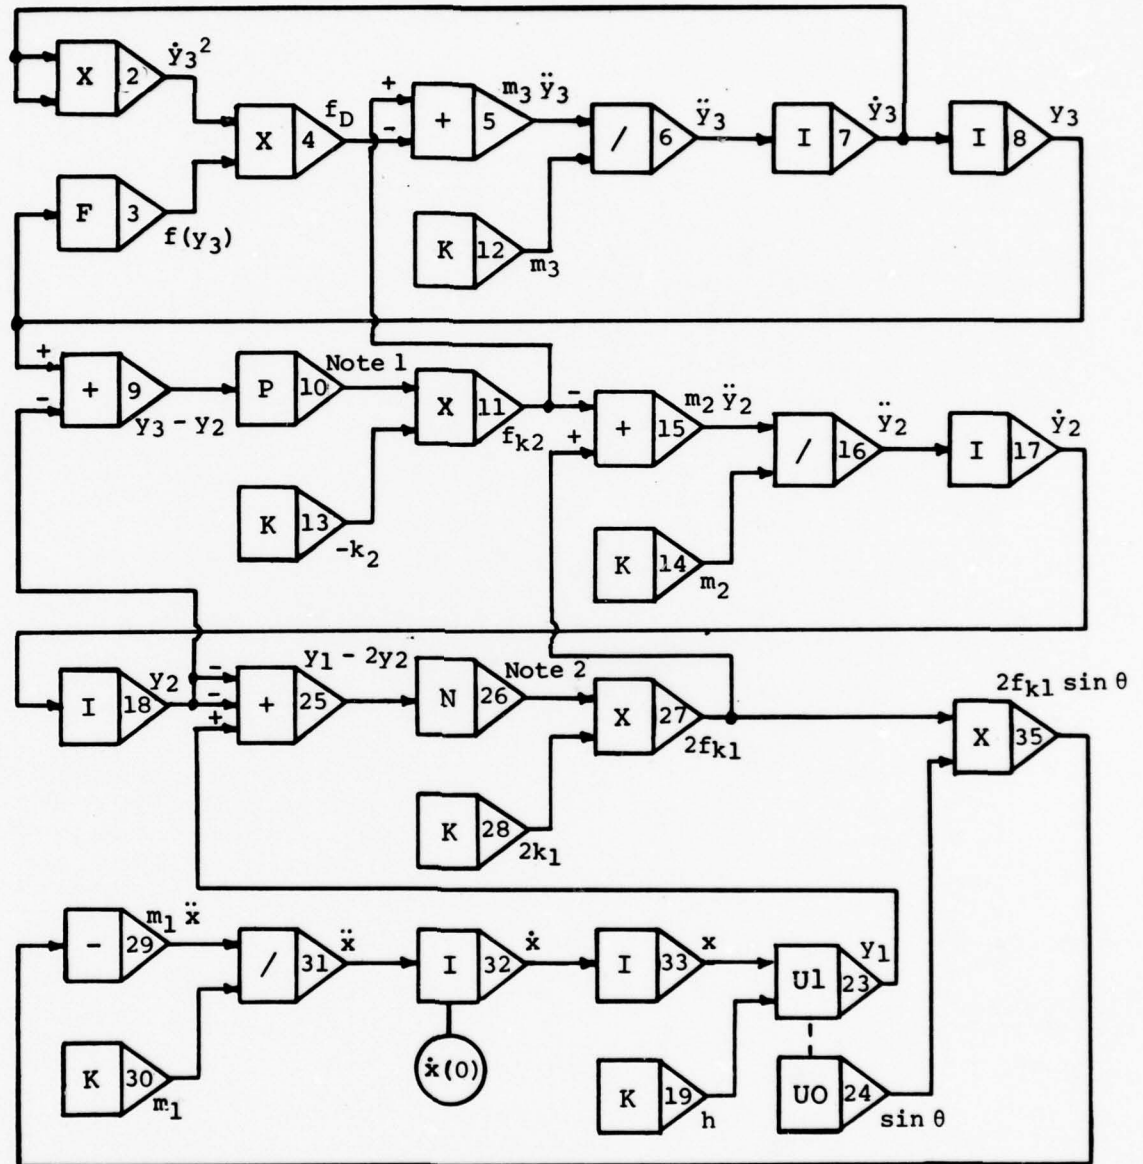 X 2 ẏ₃²
F 3 f(y₃)
X 4 f_D
+ - + 5 m₃ÿ₃
/ 6 ÿ₃
I 7 ẏ₃
I 8 y₃
K 12 m₃
+ - + 9 y₃ - y₂
P 10 Note 1
X 11 f_k2
K 13 -k₂
- + + 15 m₂ÿ₂
/ 16 ÿ₂
I 17 ẏ₂
K 14 m₂
I 18 y₂
- - + + 25 y₁ - 2y₂
N 26 Note 2
X 27 2f_k1
K 28 2k₁
X 35 2f_k1 sin θ
- 29 m₁ẍ
K 30 m₁
/ 31 ẍ
I 32 ẋ
ẋ(0)
I 33 x
K 19 h
U1 23 y₁
UO 24 sin θ